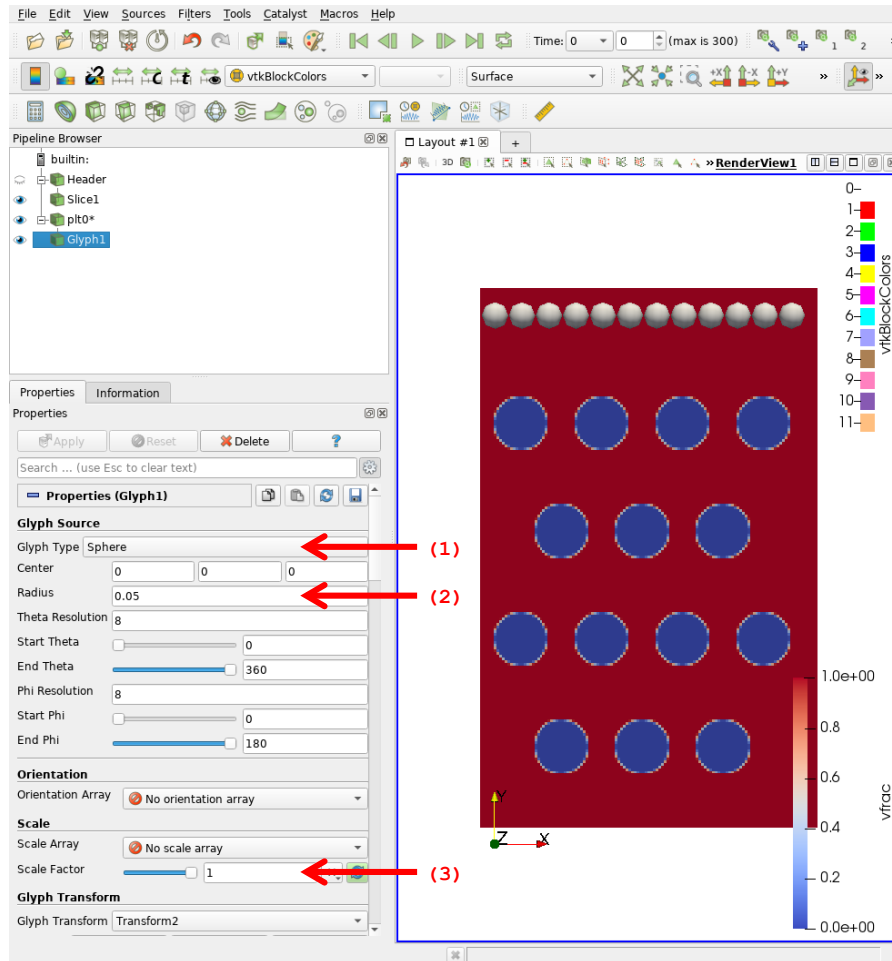 File Edit View Sources Filters Tools Catalyst Macros Help
Time: 0 0 (max is 300) 1 2
vtkBlockColors Surface +X -X +Y » »
Pipeline Browser
Layout #1 +
3D » RenderView1
builtin:
Header
Slice1
plt0*
Glyph1
0
1
2
3
4
5
6
7
8
9
10
11
vtkBlockColors
Properties Information
Properties
Apply Reset Delete ?
Search ... (use Esc to clear text)
Properties (Glyph1)
Glyph Source
Glyph Type Sphere (1)
Center 0 0 0
Radius 0.05 (2)
Theta Resolution 8
Start Theta 0
End Theta 360
Phi Resolution 8
Start Phi 0
End Phi 180
Orientation
Orientation Array No orientation array
Scale
Scale Array No scale array
Scale Factor 1 (3)
Glyph Transform
Glyph Transform Transform2
Y
Z X
1.0e+00
0.8
0.6
0.4
0.2
0.0e+00
vfrac